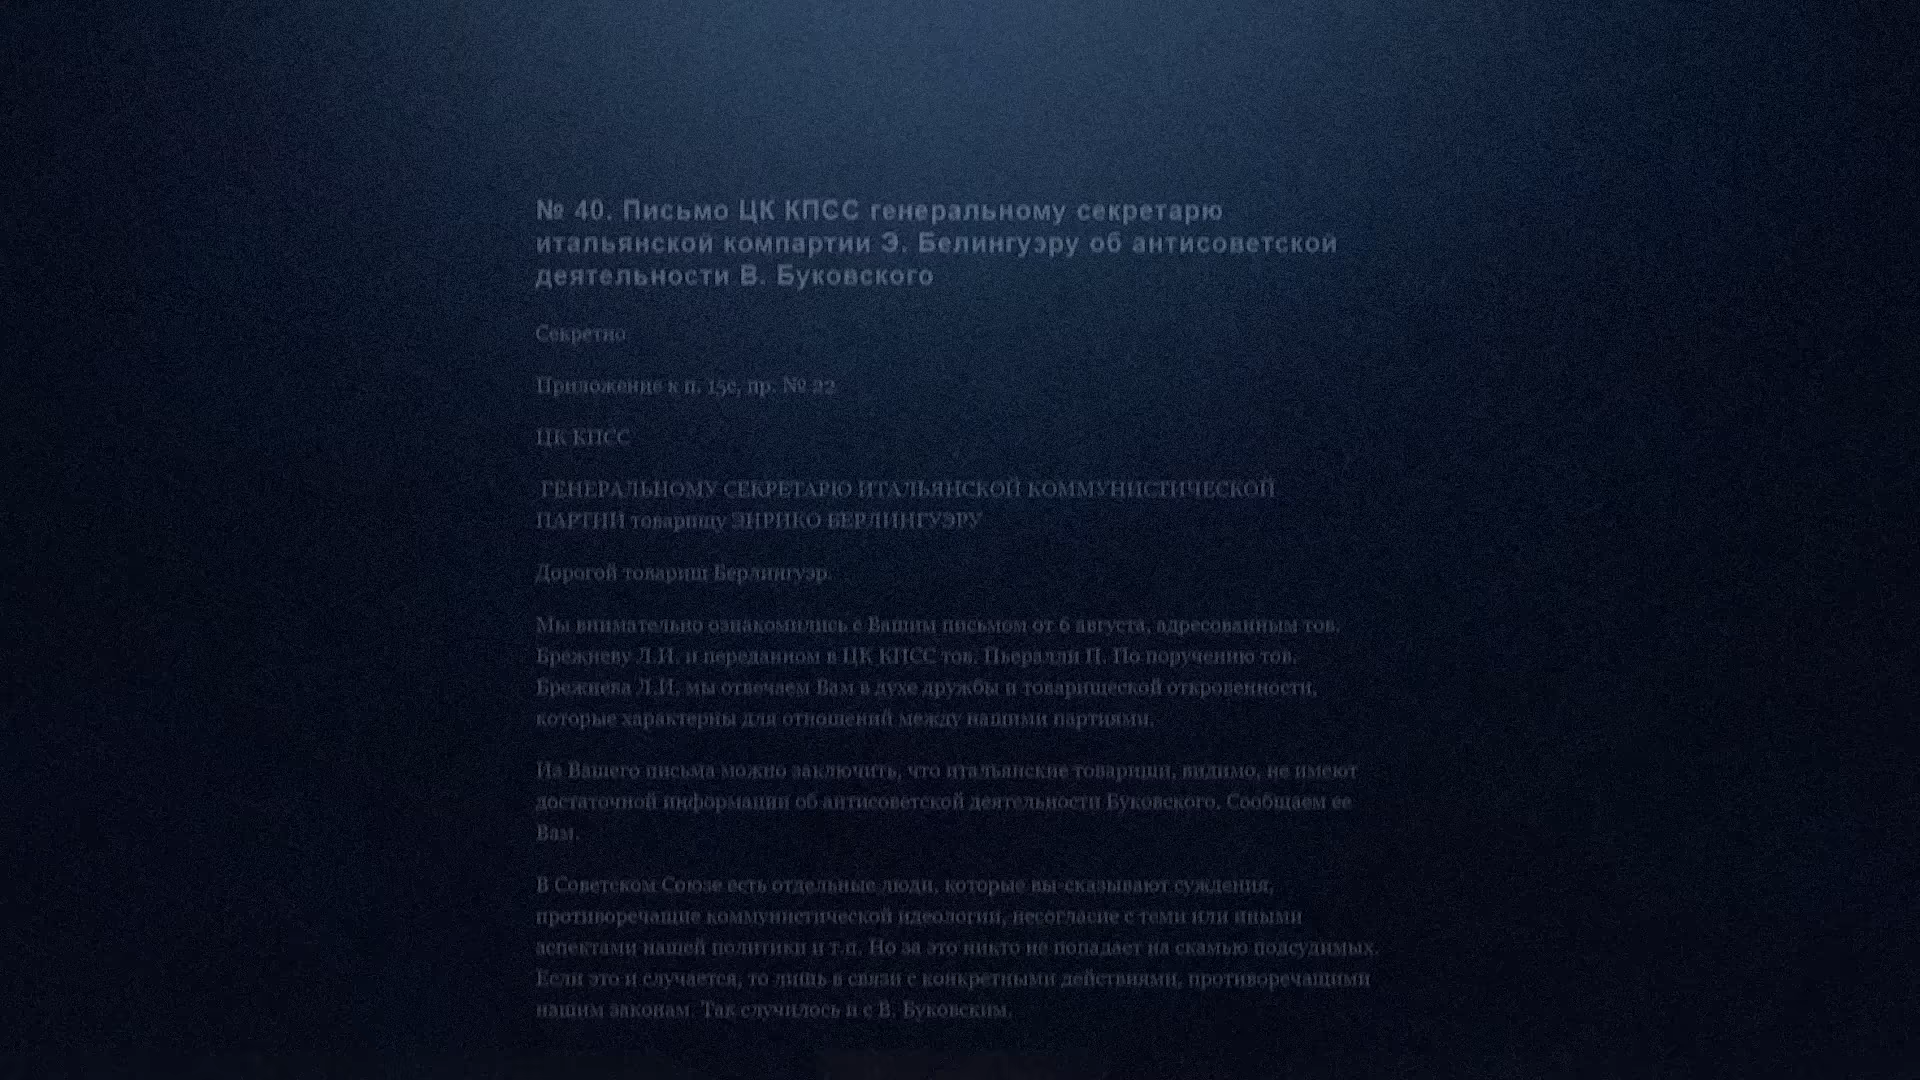 № 40. Письмо ЦК КПСС генеральному секретарю
итальянской компартии Э. Белингуэру об антисоветской
деятельности В. Буковского
Секретно
Приложение к п. 15с, пр. № 22
ЦК КПСС
ГЕНЕРАЛЬНОМУ СЕКРЕТАРЮ ИТАЛЬЯНСКОЙ КОММУНИСТИЧЕСКОЙ
ПАРТИИ товарищу ЭНРИКО БЕРЛИНГУЭРУ
Дорогой товарищ Берлингуэр.
Мы внимательно ознакомились с Вашим письмом от 6 августа, адресованным тов.
Брежневу Л.И. и переданном в ЦК КПСС тов. Пьералли П. По поручению тов.
Брежнева Л.И. мы отвечаем Вам в духе дружбы и товарищеской откровенности,
которые характерны для отношений между нашими партиями.
Из Вашего письма можно заключить, что итальянские товарищи, видимо, не имеют
достаточной информации об антисоветской деятельности Буковского. Сообщаем ее
Вам.
В Советском Союзе есть отдельные люди, которые вы-сказывают суждения,
противоречащие коммунистической идеологии, несогласие с теми или иными
аспектами нашей политики и т.п. Но за это никто не попадает на скамью подсудимых.
Если это и случается, то лишь в связи с конкретными действиями, противоречащими
нашим законам. Так случилось и с В. Буковским.